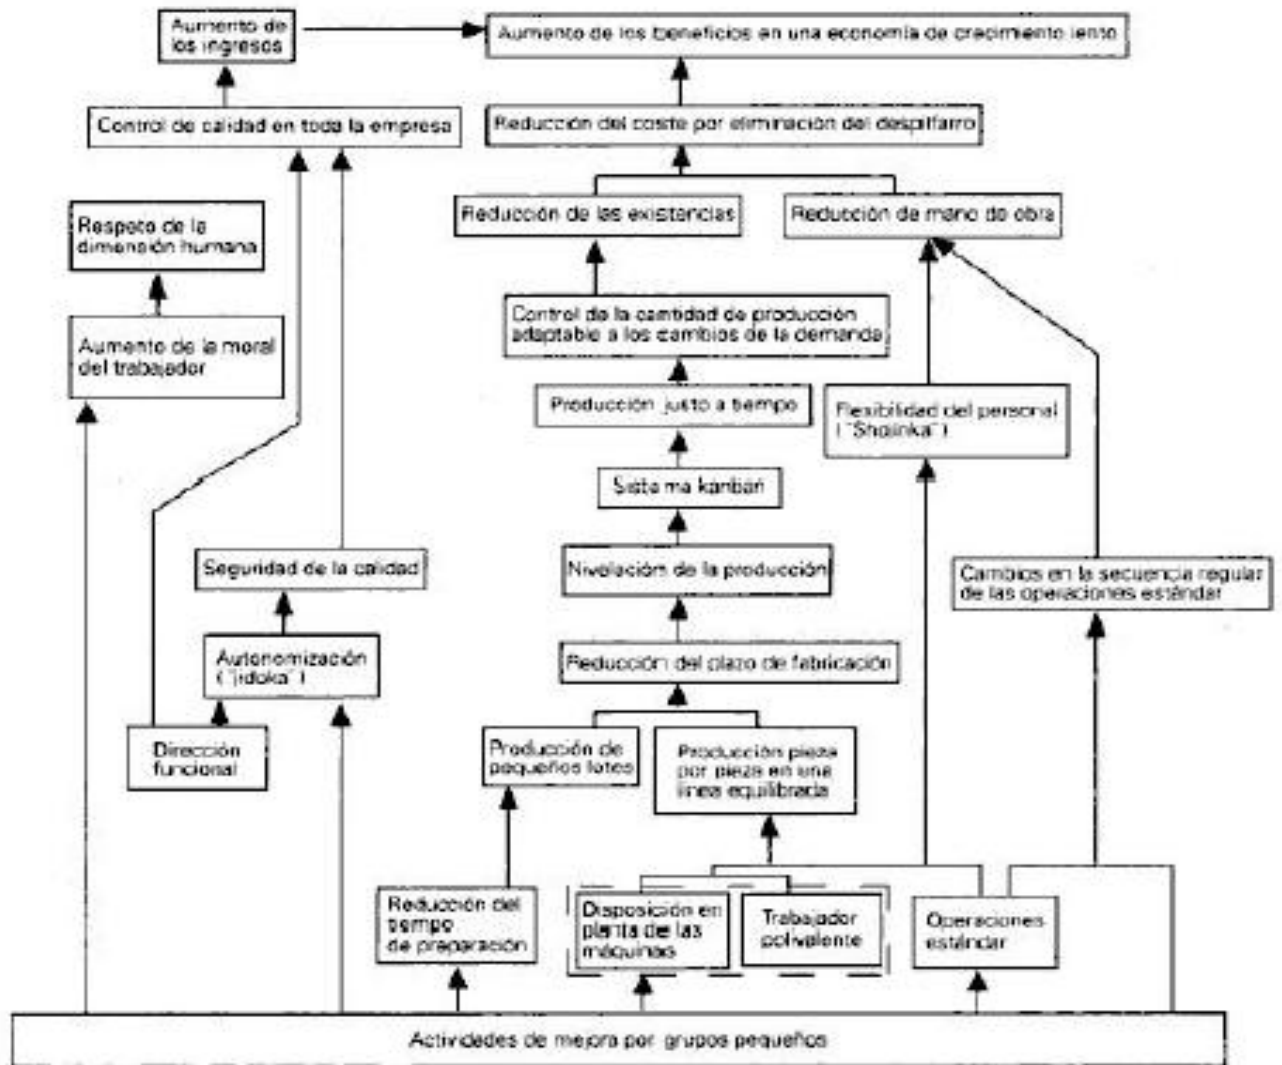 Aumento de
los ingresos
Aumento de los beneficios en una economía de crecimiento lento
Control de calidad en toda la empresa
Reducción del coste por eliminación del despilfarro
Respeto de la
dimensión humana
Reducción de las existencias
Reducción de mano de obra
Aumento de la moral
del trabajador
Control de la cantidad de producción
adaptable a los cambios de la demanda
Producción justo a tiempo
Flexibilidad del personal
("Shojinka")
Sistema kanban
Seguridad de la calidad
Nivelación de la producción
Cambios en la secuencia regular
de las operaciones estándar
Autonomización
("jidoka")
Reducción del plazo de fabricación
Dirección
funcional
Producción de
pequeños lotes
Producción pieza
por pieza en una
línea equilibrada
Reducción del
tiempo
de preparación
Disposición en
planta de las
máquinas
Trabajador
polivalente
Operaciones
estándar
Actividades de mejora por grupos pequeños